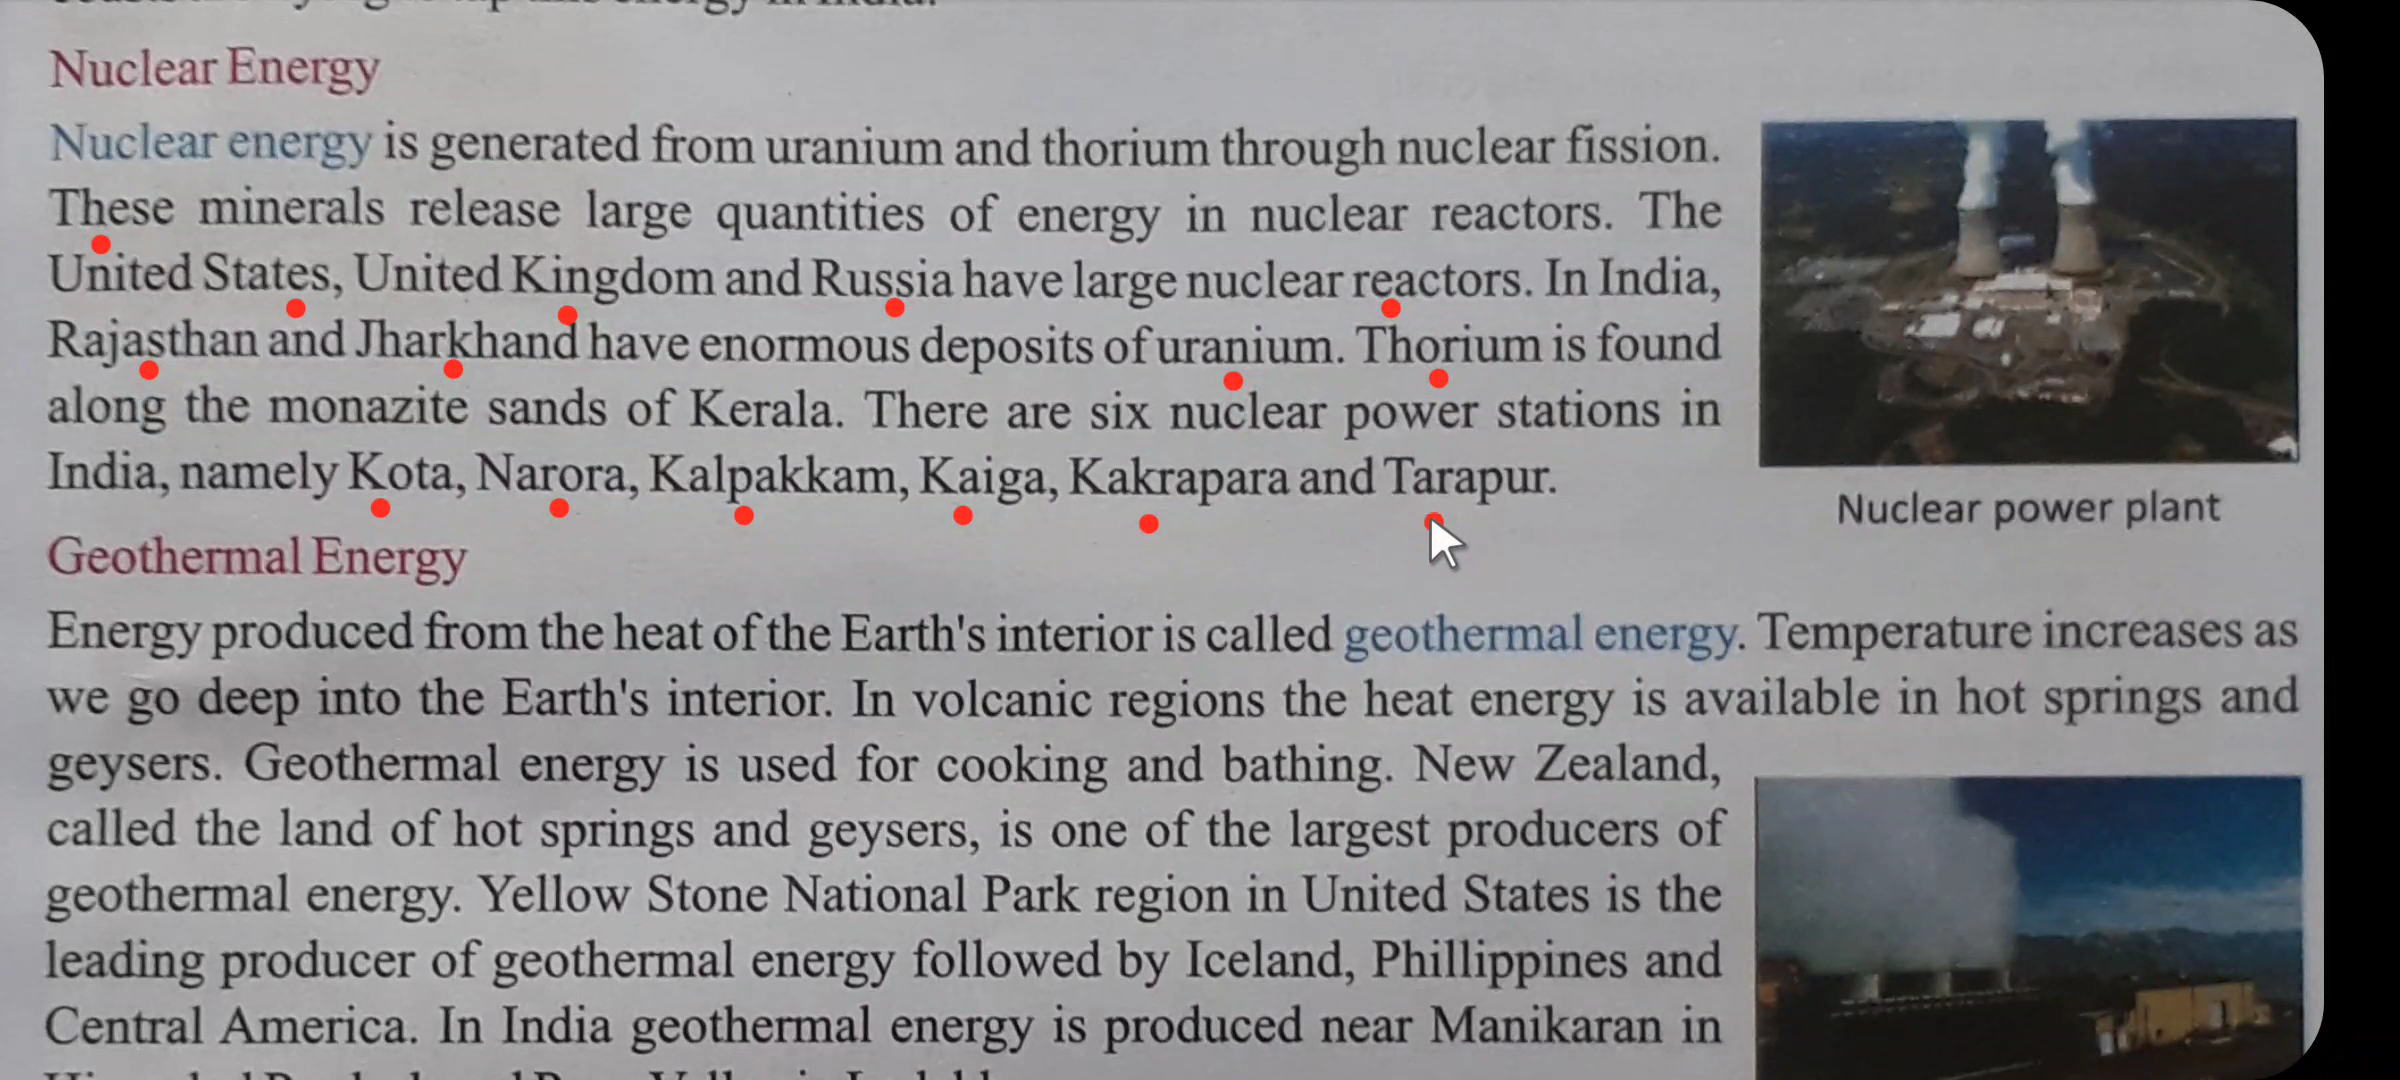 Nuclear Energy
Nuclear energy is generated from uranium and thorium through nuclear fission.
These minerals release large quantities of energy in nuclear reactors. The
United States, United Kingdom and Russia have large nuclear reactors. In India,
Rajasthan and Jharkhand have enormous deposits of uranium. Thorium is found
along the monazite sands of Kerala. There are six nuclear power stations in
India, namely Kota, Narora, Kalpakkam, Kaiga, Kakrapara and Tarapur.
Nuclear power plant
Geothermal Energy
Energy produced from the heat of the Earth's interior is called geothermal energy. Temperature increases as
we go deep into the Earth's interior. In volcanic regions the heat energy is available in hot springs and
geysers. Geothermal energy is used for cooking and bathing. New Zealand,
called the land of hot springs and geysers, is one of the largest producers of
geothermal energy. Yellow Stone National Park region in United States is the
leading producer of geothermal energy followed by Iceland, Phillippines and
Central America. In India geothermal energy is produced near Manikaran in